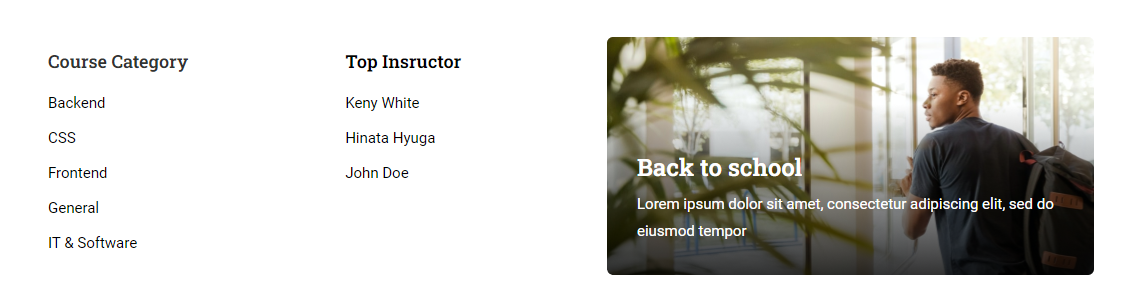 Course Category
Backend
CSS
Frontend
General
IT & Software
Top Insructor
Keny White
Hinata Hyuga
John Doe
Back to school
Lorem ipsum dolor sit amet, consectetur adipiscing elit, sed do
eiusmod tempor